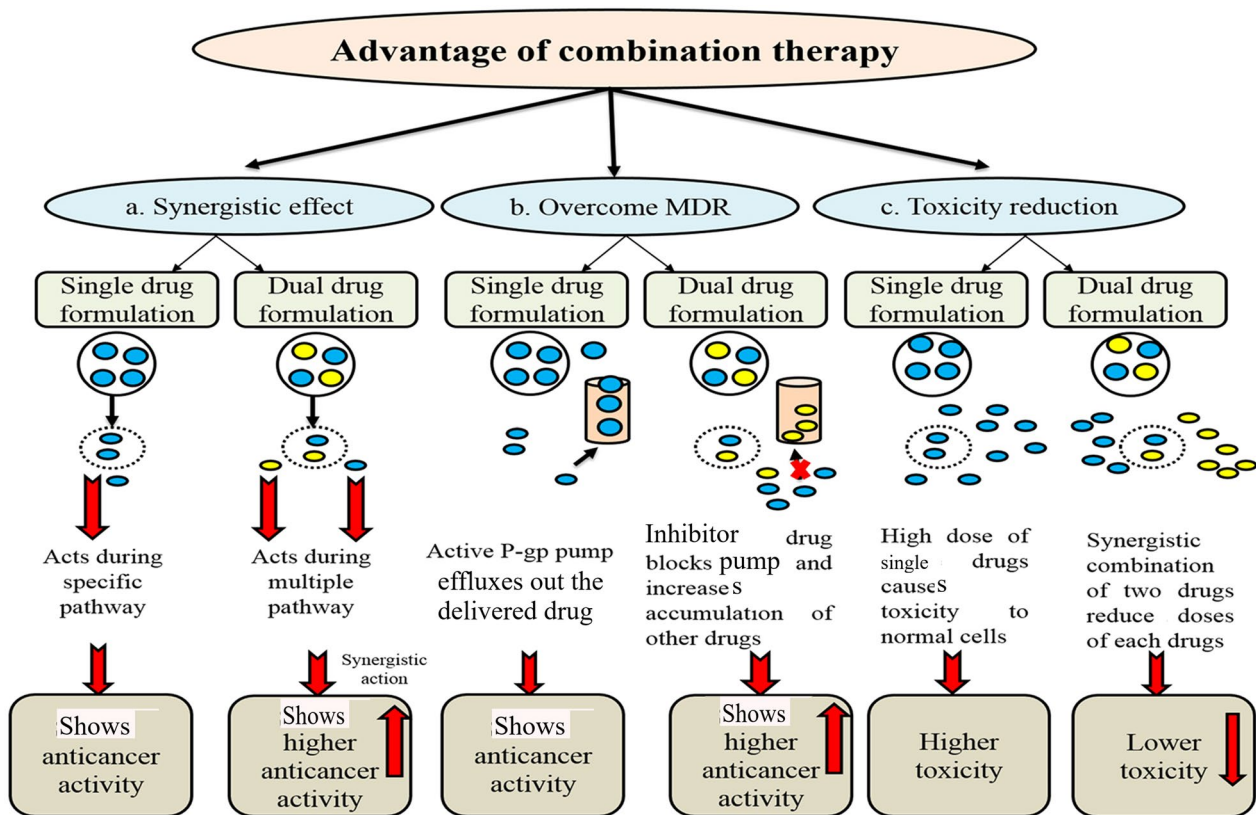 Advantage of combination therapy
a. Synergistic effect
b. Overcome MDR
c. Toxicity reduction
Single drug
formulation
Dual drug
formulation
Single drug
formulation
Dual drug
formulation
Single drug
formulation
Dual drug
formulation
Acts during
specific
pathway
Acts during
multiple
pathway
Active P-gp pump
effluxes out the
delivered drug
Inhibitor drug
blocks pump and
increases
accumulation of
other drugs
High dose of
single drugs
causes
toxicity to
normal cells
Synergistic
combination
of two drugs
reduce doses
of each drugs
Synergistic
action
Shows
anticancer
activity
Shows
higher
anticancer
activity
Shows
anticancer
activity
Shows
higher
anticancer
activity
Higher
toxicity
Lower
toxicity